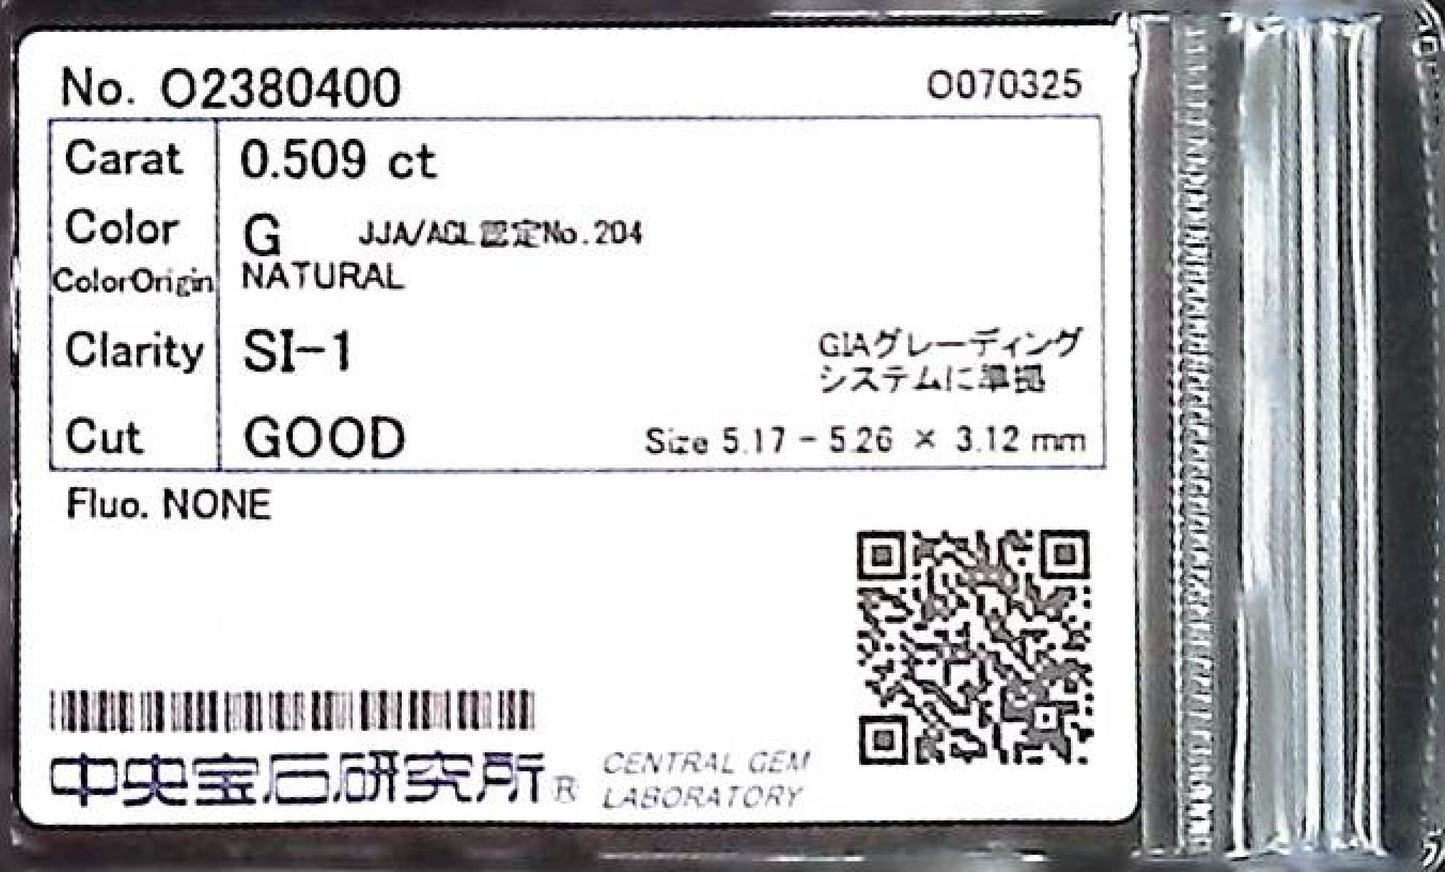 No. O2380400
O070325
Carat 0.509 ct
Color G JJA/AGL認定No.204
ColorOrigin NATURAL
Clarity SI-1
GIAグレーディング
システムに準拠
Cut GOOD Size 5.17 - 5.26 × 3.12 mm
Fluo. NONE
中央宝石研究所® CENTRAL GEM
LABORATORY